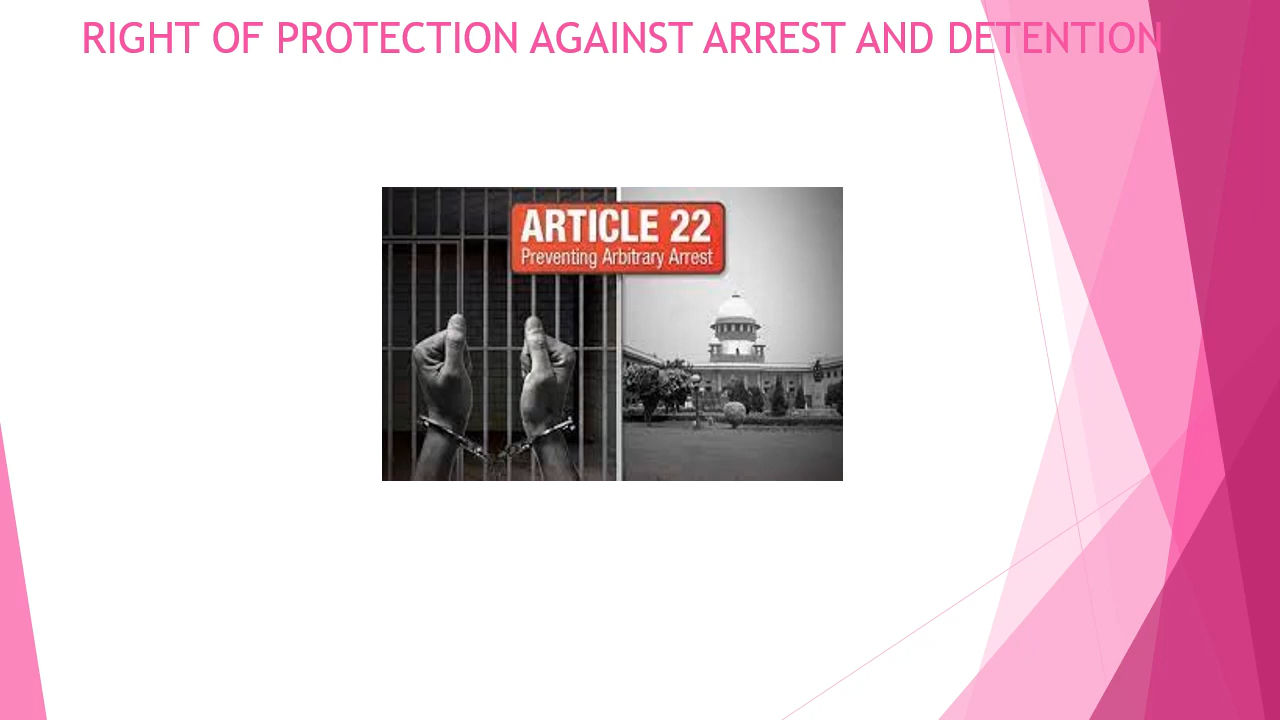 RIGHT OF PROTECTION AGAINST ARREST AND DETENTION
ARTICLE 22
Preventing Arbitrary Arrest